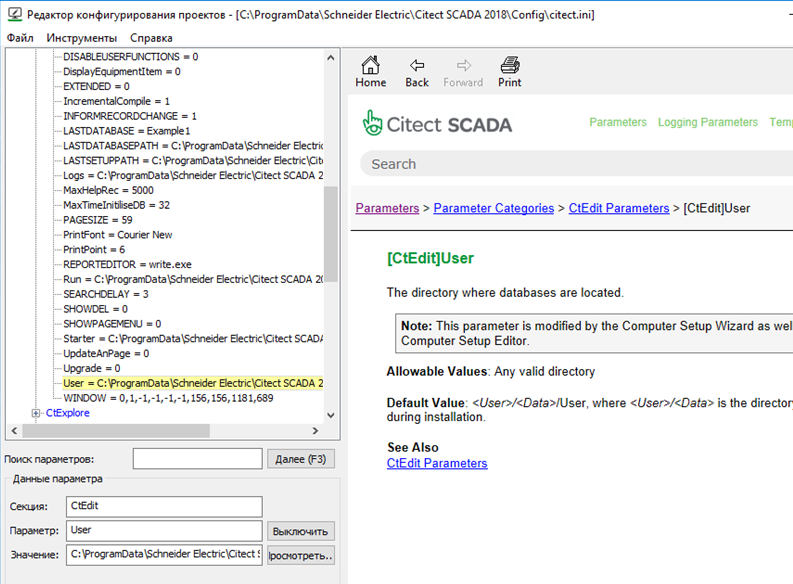 Редактор конфигурирования проектов - [C:\ProgramData\Schneider Electric\Citect SCADA 2018\Config\citect.ini]
Файл Инструменты Справка
DISABLEUSERFUNCTIONS = 0
DisplayEquipmentItem = 0
EXTENDED = 0
IncrementalCompile = 1
INFORMRECORDCHANGE = 1
LASTDATABASE = Example1
LASTDATABASEPATH = C:\ProgramData\Schneider Electric
LASTSETUPPATH = C:\ProgramData\Schneider Electric\Cit
Logs = C:\ProgramData\Schneider Electric\Citect SCADA 2
MaxHelpRec = 5000
MaxTimeInitiliseDB = 32
PAGESIZE = 59
PrintFont = Courier New
PrintPoint = 6
REPORTEDITOR = write.exe
Run = C:\ProgramData\Schneider Electric\Citect SCADA 20
SEARCHDELAY = 3
SHOWDEL = 0
SHOWPAGEMENU = 0
Starter = C:\ProgramData\Schneider Electric\Citect SCADA
UpdateAnPage = 0
Upgrade = 0
User = C:\ProgramData\Schneider Electric\Citect SCADA 2
WINDOW = 0,1,-1,-1,-1,-1,156,156,1181,689
CtExplore
Поиск параметров:
Далее (F3)
Данные параметра
Секция: CtEdit
Параметр: User
Выключить
Значение: C:\ProgramData\Schneider Electric\Citect S
Просмотреть..
Home Back Forward Print
Citect SCADA
Parameters Logging Parameters Temp
Search
Parameters > Parameter Categories > CtEdit Parameters > [CtEdit]User
[CtEdit]User
The directory where databases are located.
Note: This parameter is modified by the Computer Setup Wizard as well
Computer Setup Editor.
Allowable Values: Any valid directory
Default Value: <User>/<Data>/User, where <User>/<Data> is the directory
during installation.
See Also
CtEdit Parameters